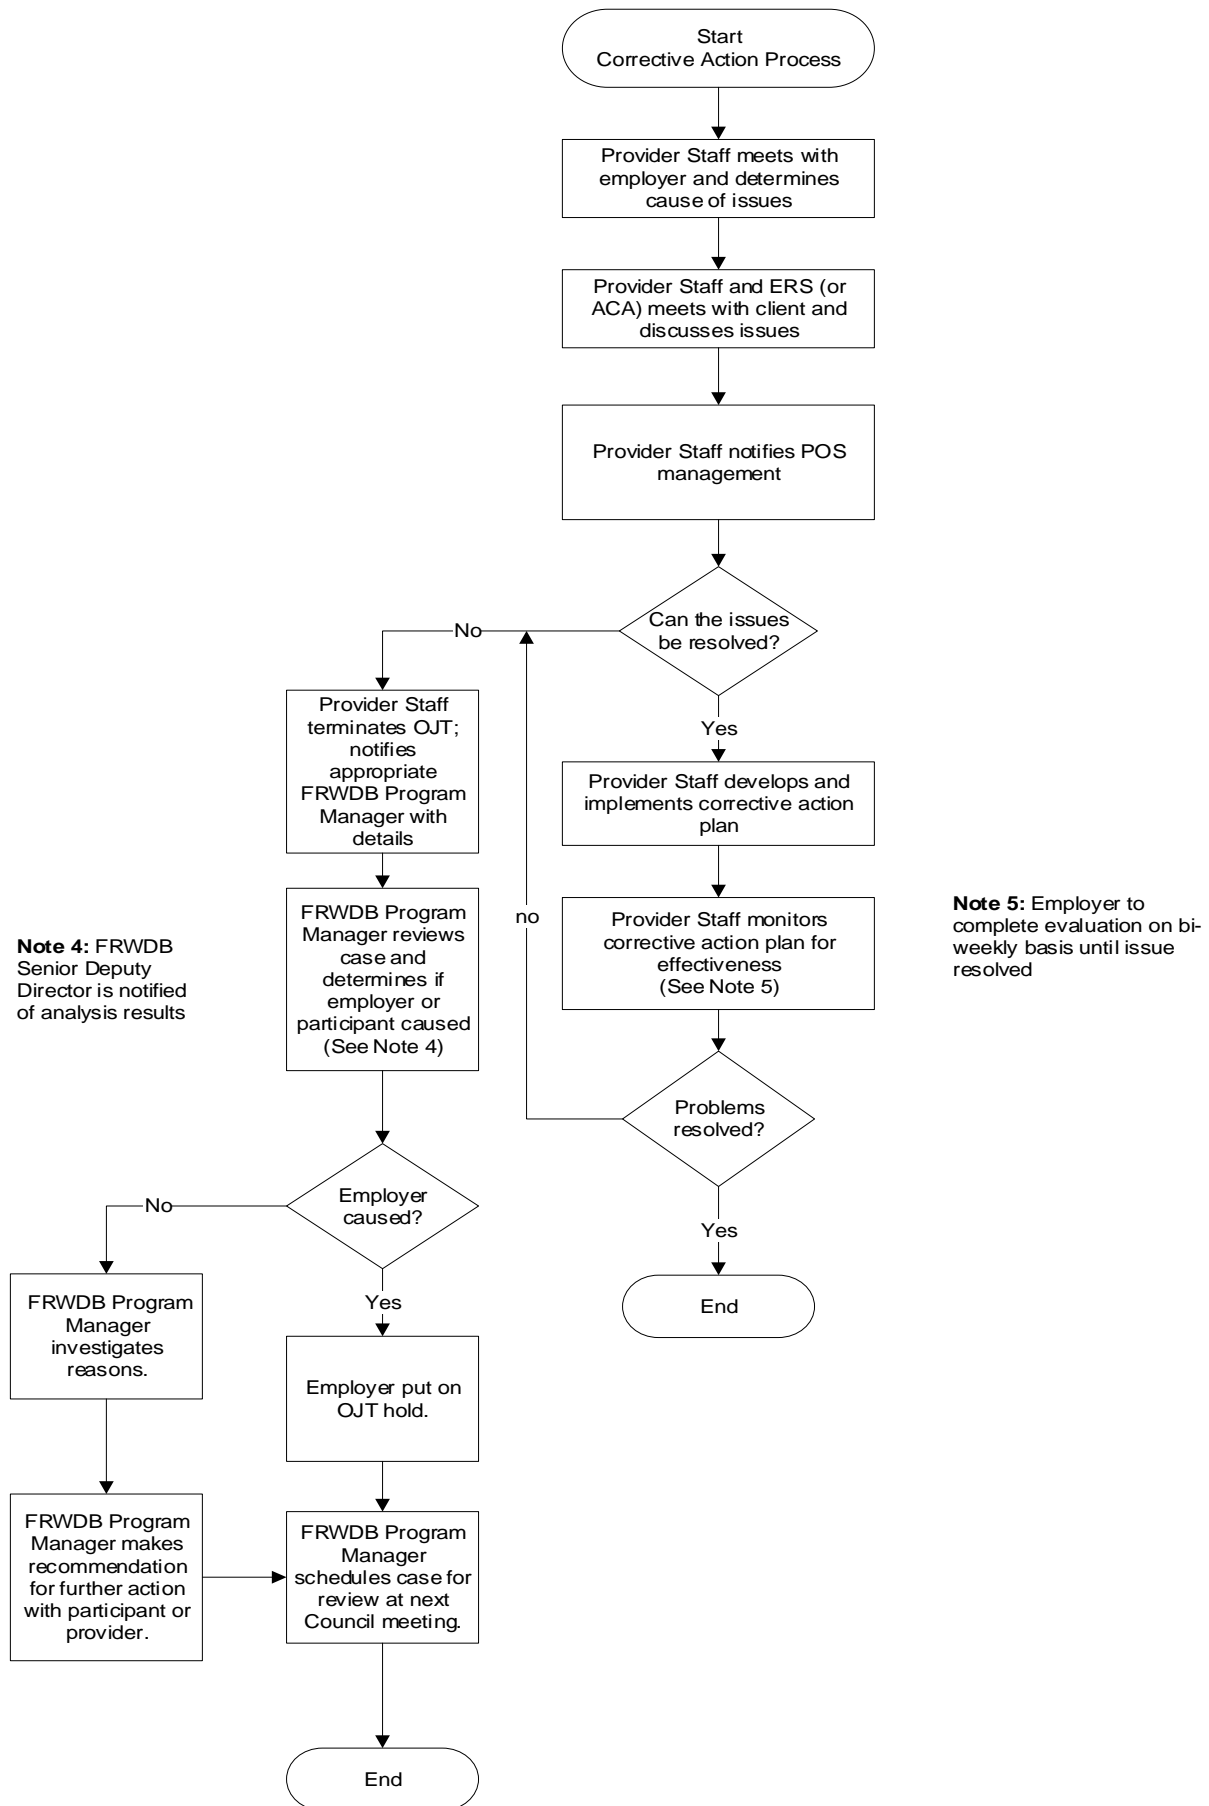 Start
Corrective Action Process
Provider Staff meets with
employer and determines
cause of issues
Provider Staff and ERS (or
ACA) meets with client and
discusses issues
Provider Staff notifies POS
management
Can the issues
be resolved?
No
Yes
Provider Staff
terminates OJT;
notifies
appropriate
FRWDB Program
Manager with
details
Provider Staff develops and
implements corrective action
plan
FRWDB Program
Manager reviews
case and
determines if
employer or
participant caused
(See Note 4)
no
Provider Staff monitors
corrective action plan for
effectiveness
(See Note 5)
Note 5: Employer to
complete evaluation on bi-
weekly basis until issue
resolved
Note 4: FRWDB
Senior Deputy
Director is notified
of analysis results
Problems
resolved?
Yes
End
Employer
caused?
No
Yes
FRWDB Program
Manager
investigates
reasons.
Employer put on
OJT hold.
FRWDB Program
Manager makes
recommendation
for further action
with participant or
provider.
FRWDB Program
Manager
schedules case for
review at next
Council meeting.
End